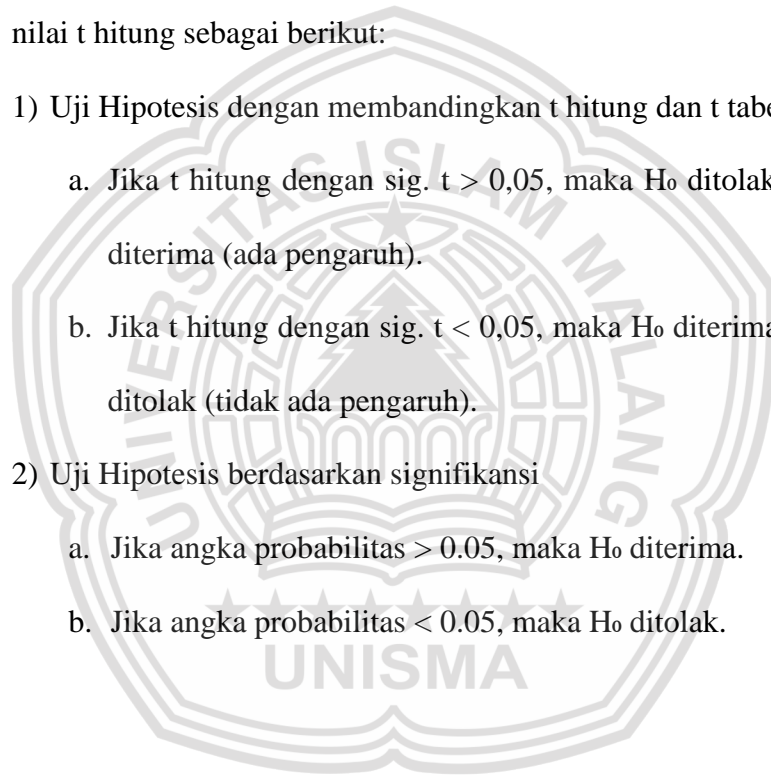 nilai t hitung sebagai berikut:
1) Uji Hipotesis dengan membandingkan t hitung dan t tabe
a. Jika t hitung dengan sig. t > 0,05, maka H₀ ditolak
diterima (ada pengaruh).
b. Jika t hitung dengan sig. t < 0,05, maka H₀ diterima
ditolak (tidak ada pengaruh).
2) Uji Hipotesis berdasarkan signifikansi
a. Jika angka probabilitas > 0.05, maka H₀ diterima.
b. Jika angka probabilitas < 0.05, maka H₀ ditolak.
UNIVERSITAS ISLAM MALANG
UNISMA